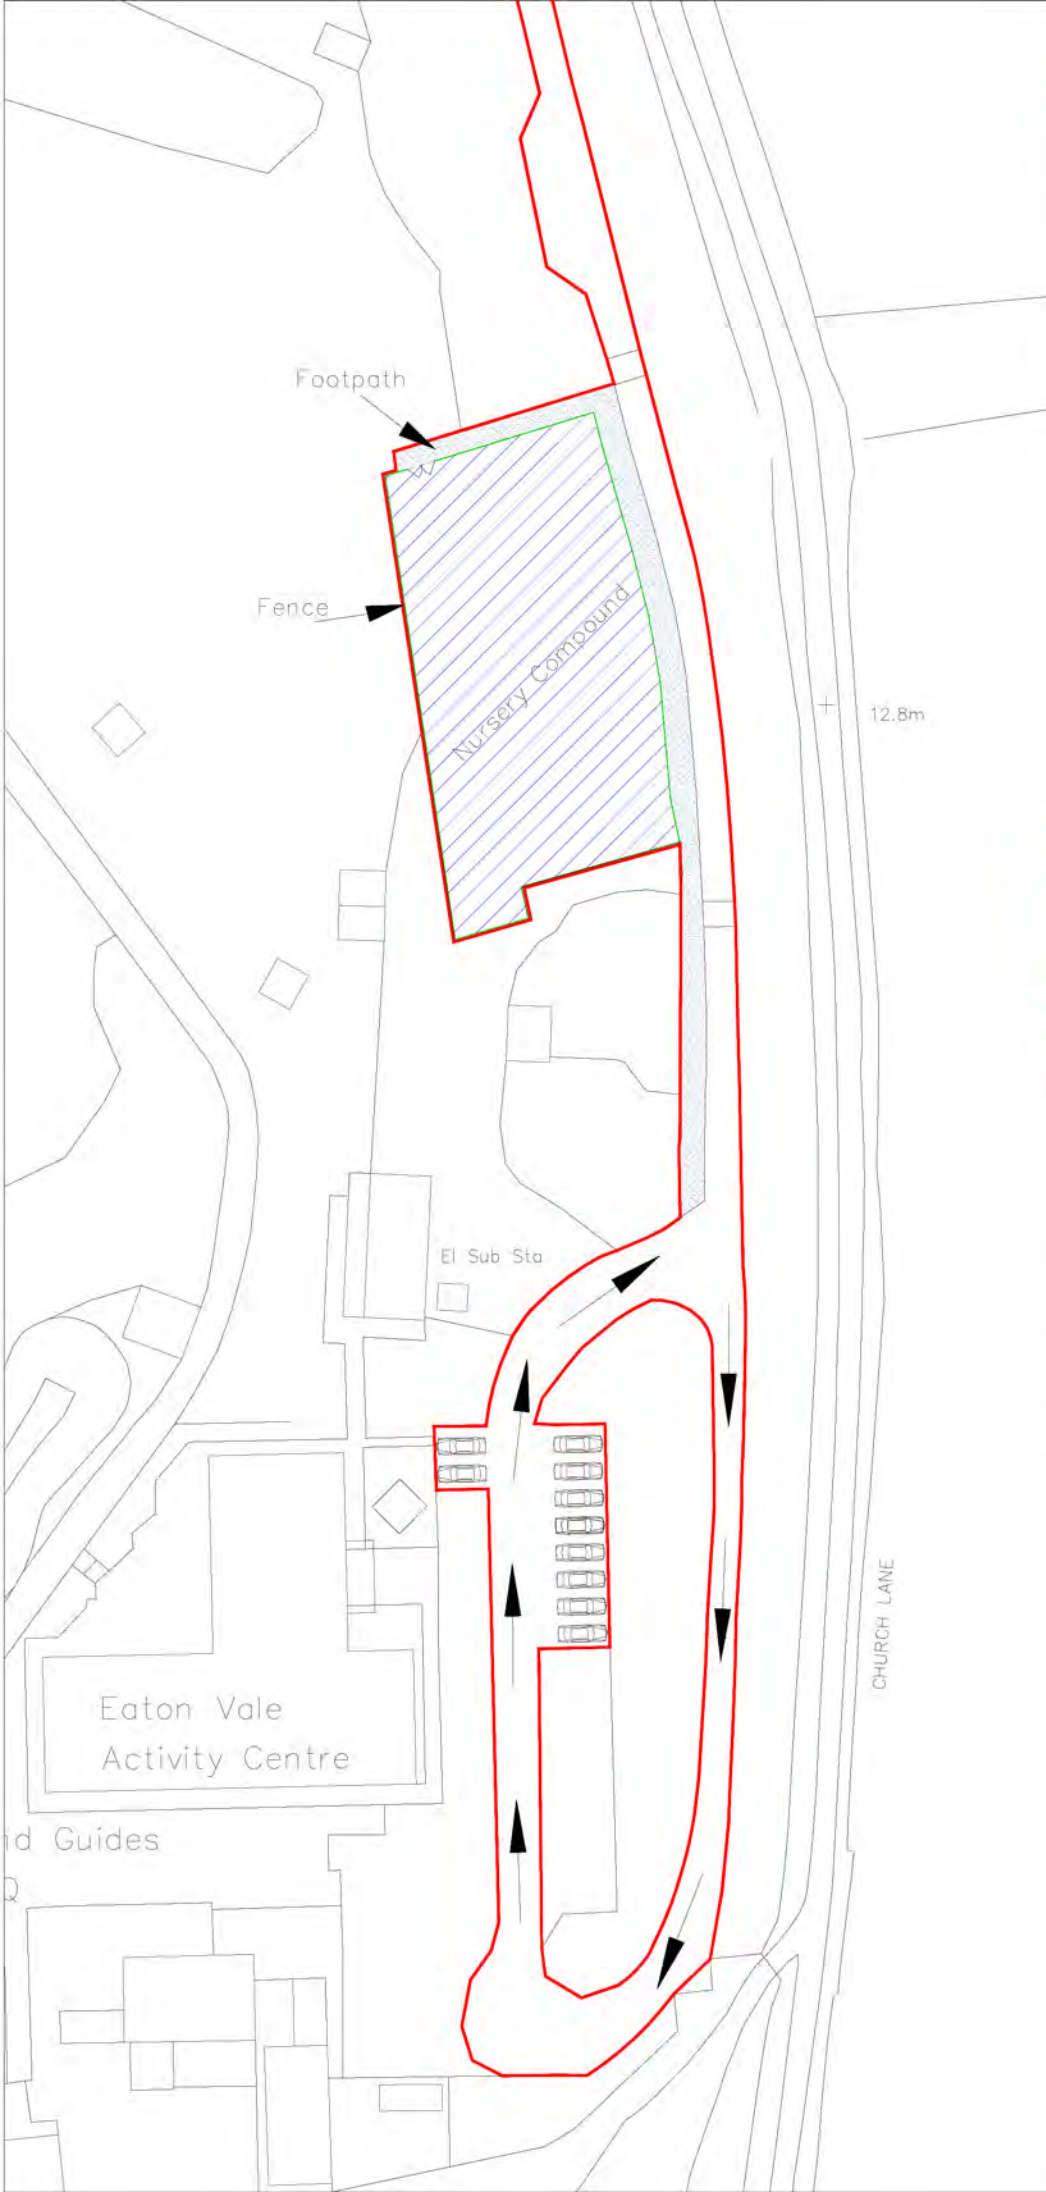 Footpath
Fence
Nursery Compound
12.8m
El Sub Sta
CHURCH LANE
Eaton Vale
Activity Centre
d Guides
Q